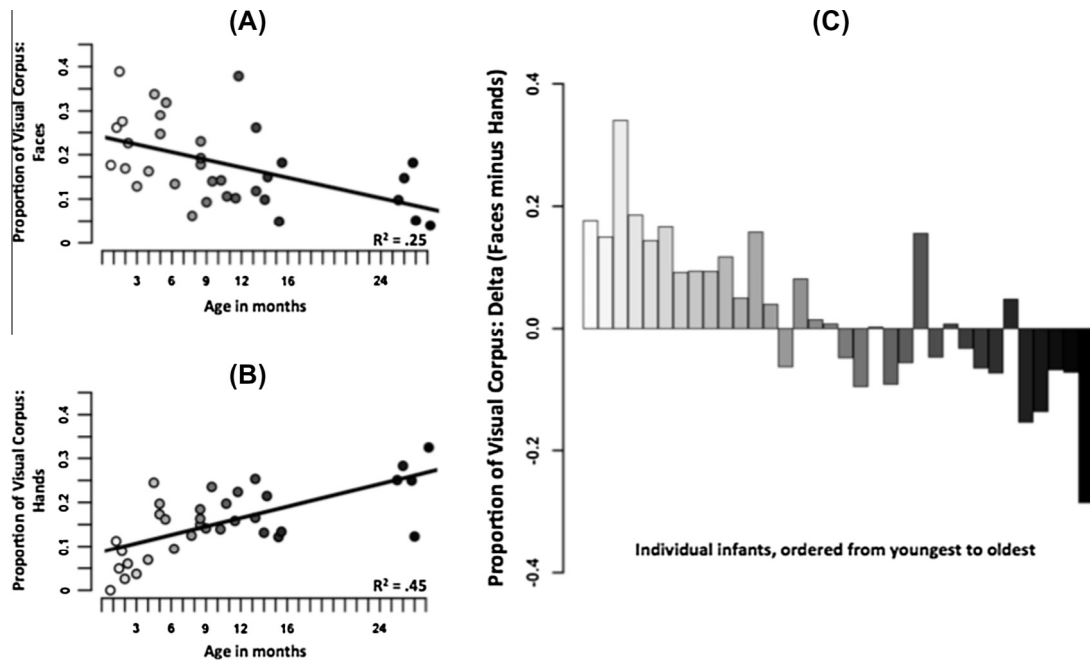 (A)
Proportion of Visual Corpus:
Faces
0 0.1 0.2 0.3 0.4
R² = .25
3 6 9 12 16 24
Age in months
(B)
Proportion of Visual Corpus:
Hands
0 0.1 0.2 0.3 0.4
R² = .45
3 6 9 12 16 24
Age in months
(C)
Proportion of Visual Corpus: Delta (Faces minus Hands)
-0.4 -0.2 0.0 0.2 0.4
Individual infants, ordered from youngest to oldest